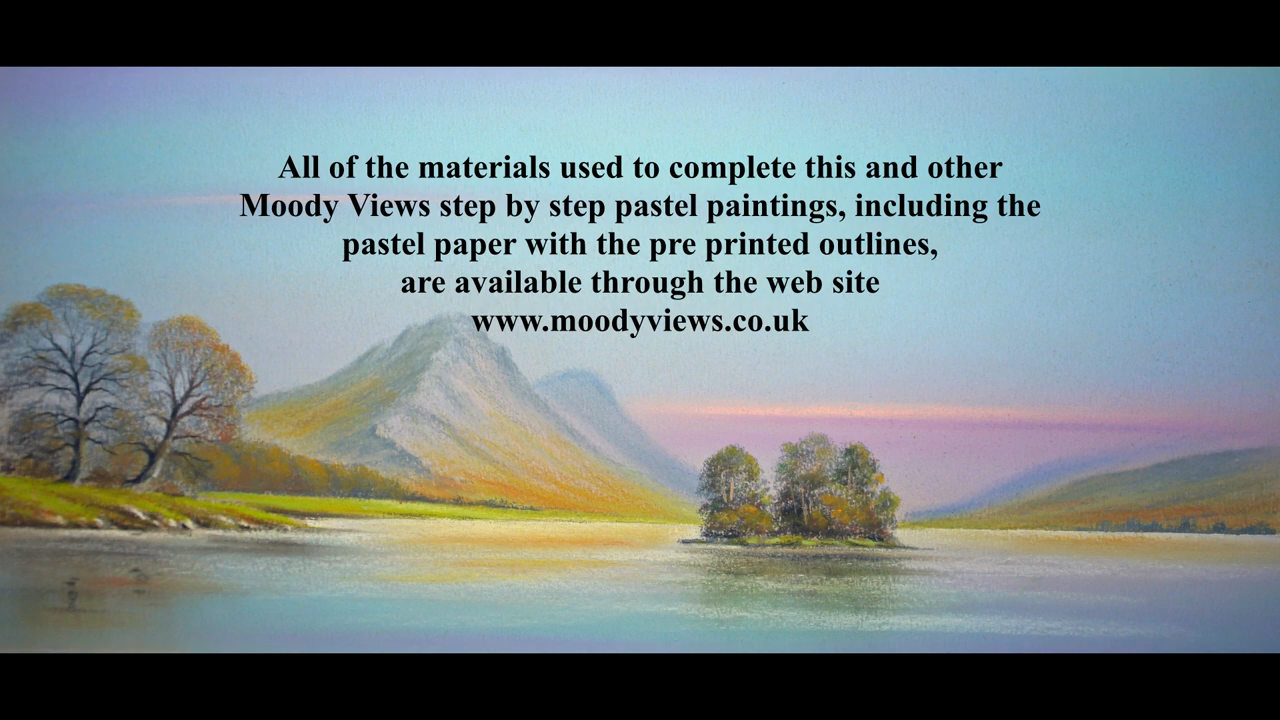 All of the materials used to complete this and other
Moody Views step by step pastel paintings, including the
pastel paper with the pre printed outlines,
are available through the web site
www.moodyviews.co.uk